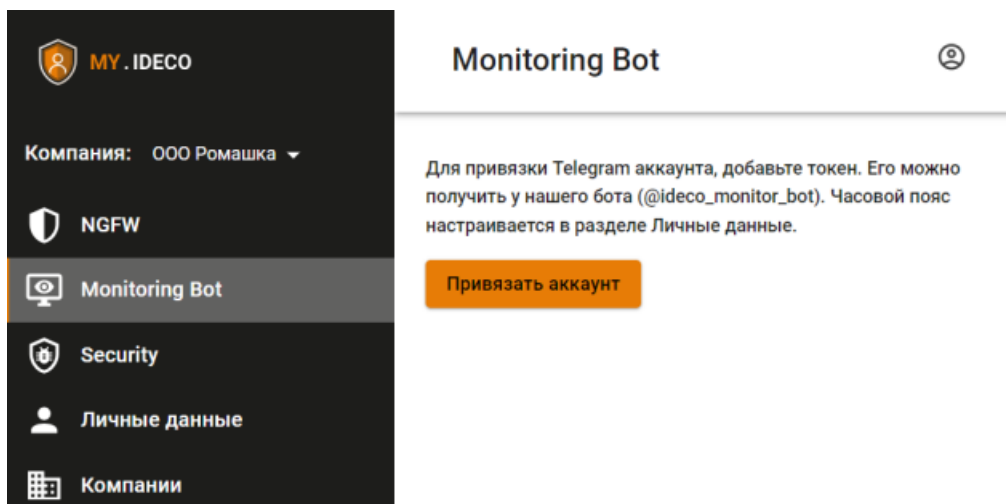 MY.IDECO
Monitoring Bot
Компания: ООО Ромашка
NGFW
Monitoring Bot
Security
Личные данные
Компании
Для привязки Telegram аккаунта, добавьте токен. Его можно
получить у нашего бота (@ideco_monitor_bot). Часовой пояс
настраивается в разделе Личные данные.
Привязать аккаунт